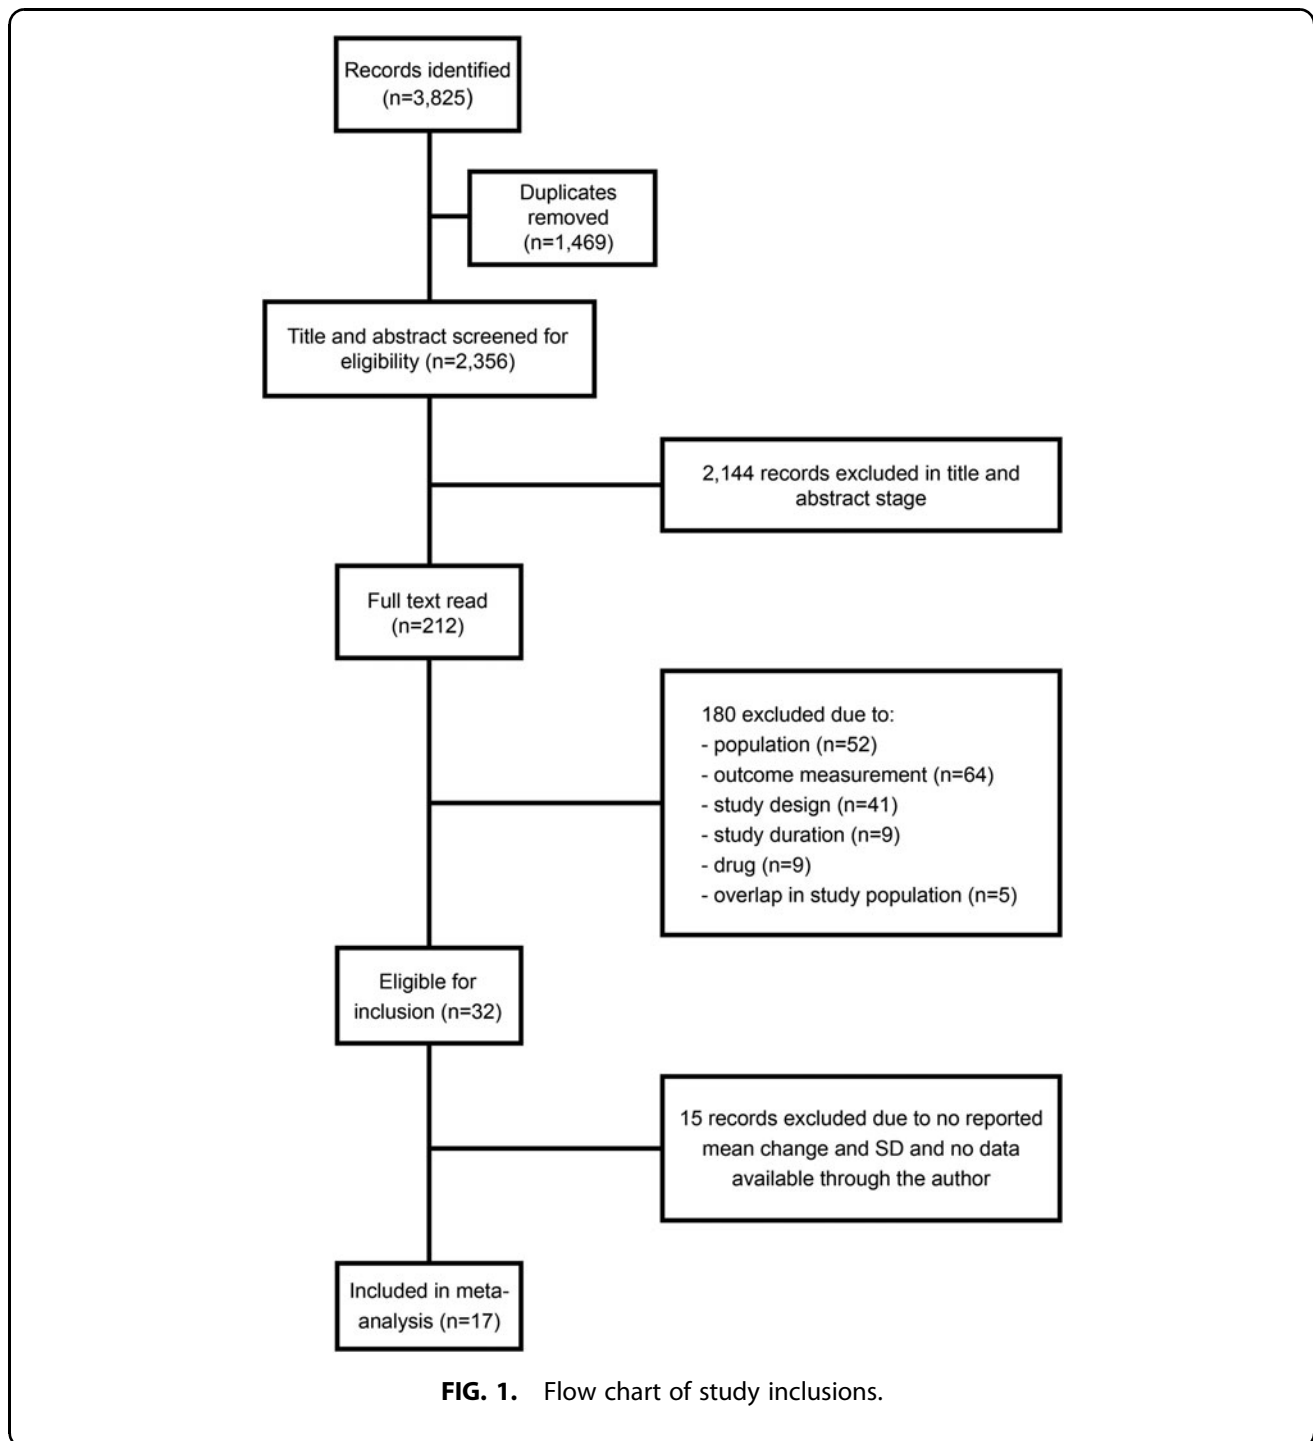 Records identified
(n=3,825)
Duplicates
removed
(n=1,469)
Title and abstract screened for
eligibility (n=2,356)
2,144 records excluded in title and
abstract stage
Full text read
(n=212)
180 excluded due to:
- population (n=52)
- outcome measurement (n=64)
- study design (n=41)
- study duration (n=9)
- drug (n=9)
- overlap in study population (n=5)
Eligible for
inclusion (n=32)
15 records excluded due to no reported
mean change and SD and no data
available through the author
Included in meta-
analysis (n=17)
FIG. 1. Flow chart of study inclusions.